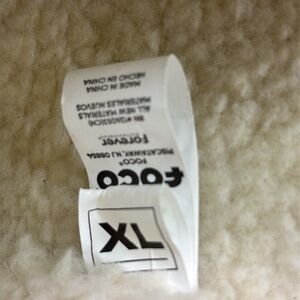 XL
foco
FOCO®
PISCATAWAY, NJ 08854
Forever
ALL NEW MATERIALS
MATERIALES NUEVOS
MADE IN CHINA
HECHO EN CHINA